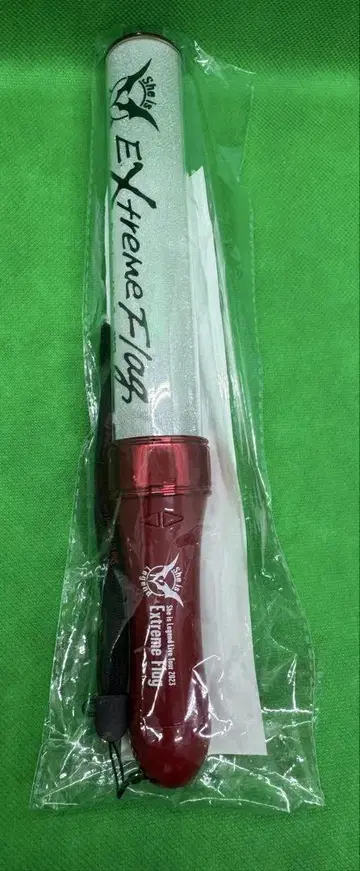 She is
Extreme Flag
She is
Legend
She is Legend Live Tour 2023
Extreme Flag